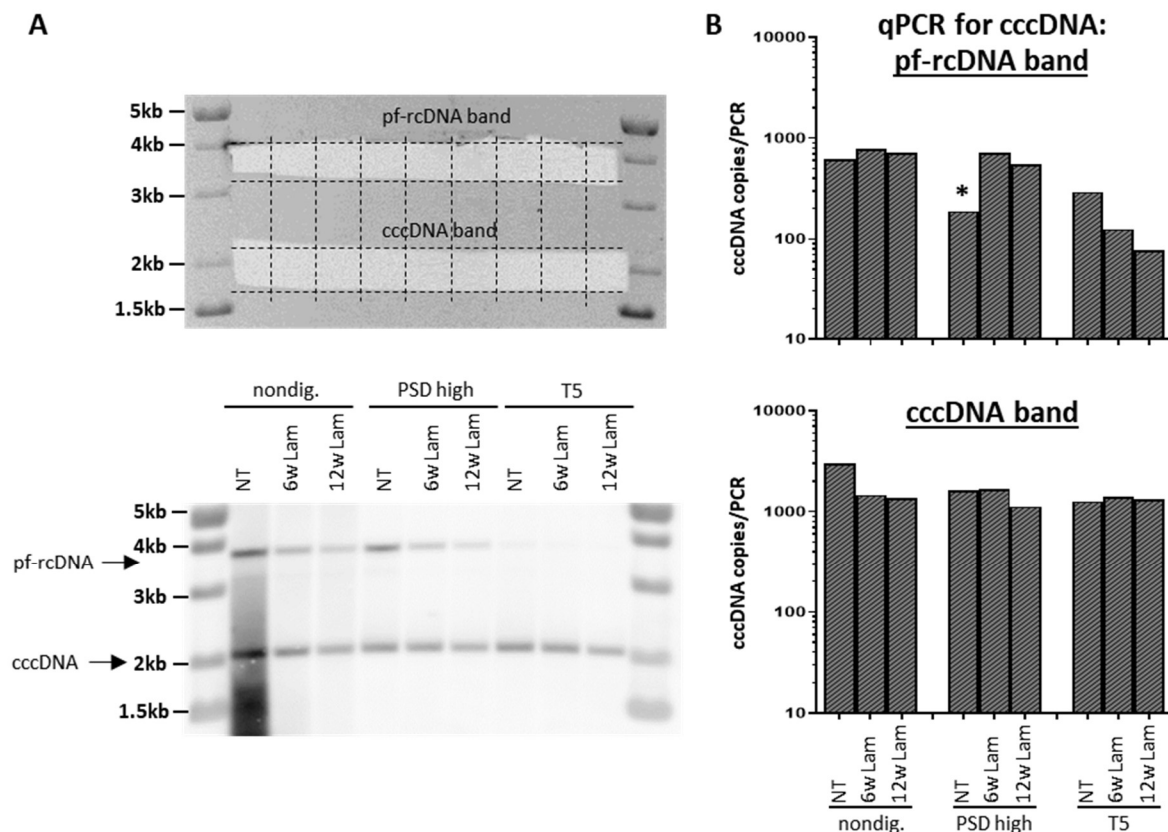 A
5kb
4kb
3kb
2kb
1.5kb
pf-rcDNA band
cccDNA band
nondig.
PSD high
T5
NT
6w Lam
12w Lam
NT
6w Lam
12w Lam
NT
6w Lam
12w Lam
5kb
4kb
3kb
2kb
1.5kb
pf-rcDNA
cccDNA
B
qPCR for cccDNA:
pf-rcDNA band
cccDNA copies/PCR
10000
1000
100
10
*
cccDNA band
cccDNA copies/PCR
10000
1000
100
10
NT
6w Lam
12w Lam
NT
6w Lam
12w Lam
NT
6w Lam
12w Lam
nondig.
PSD high
T5